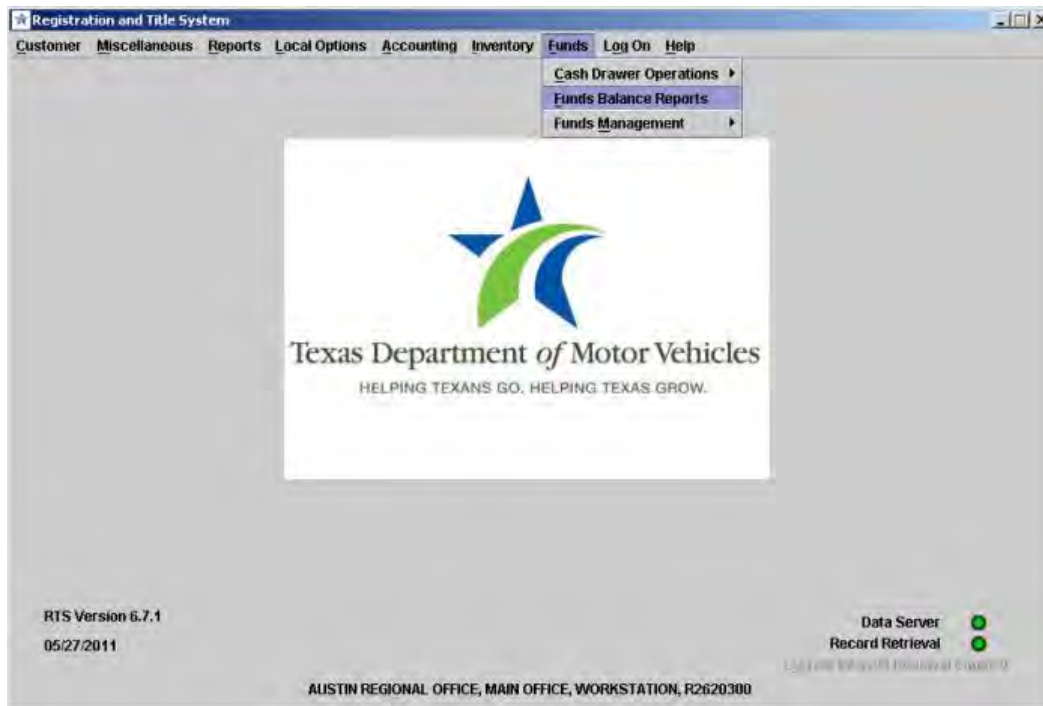 Registration and Title System
Customer Miscellaneous Reports Local Options Accounting Inventory Funds Log On Help
Cash Drawer Operations
Funds Balance Reports
Funds Management
Texas Department of Motor Vehicles
HELPING TEXANS GO. HELPING TEXAS GROW.
RTS Version 6.7.1
05/27/2011
Data Server
Record Retrieval
AUSTIN REGIONAL OFFICE, MAIN OFFICE, WORKSTATION, R2620300